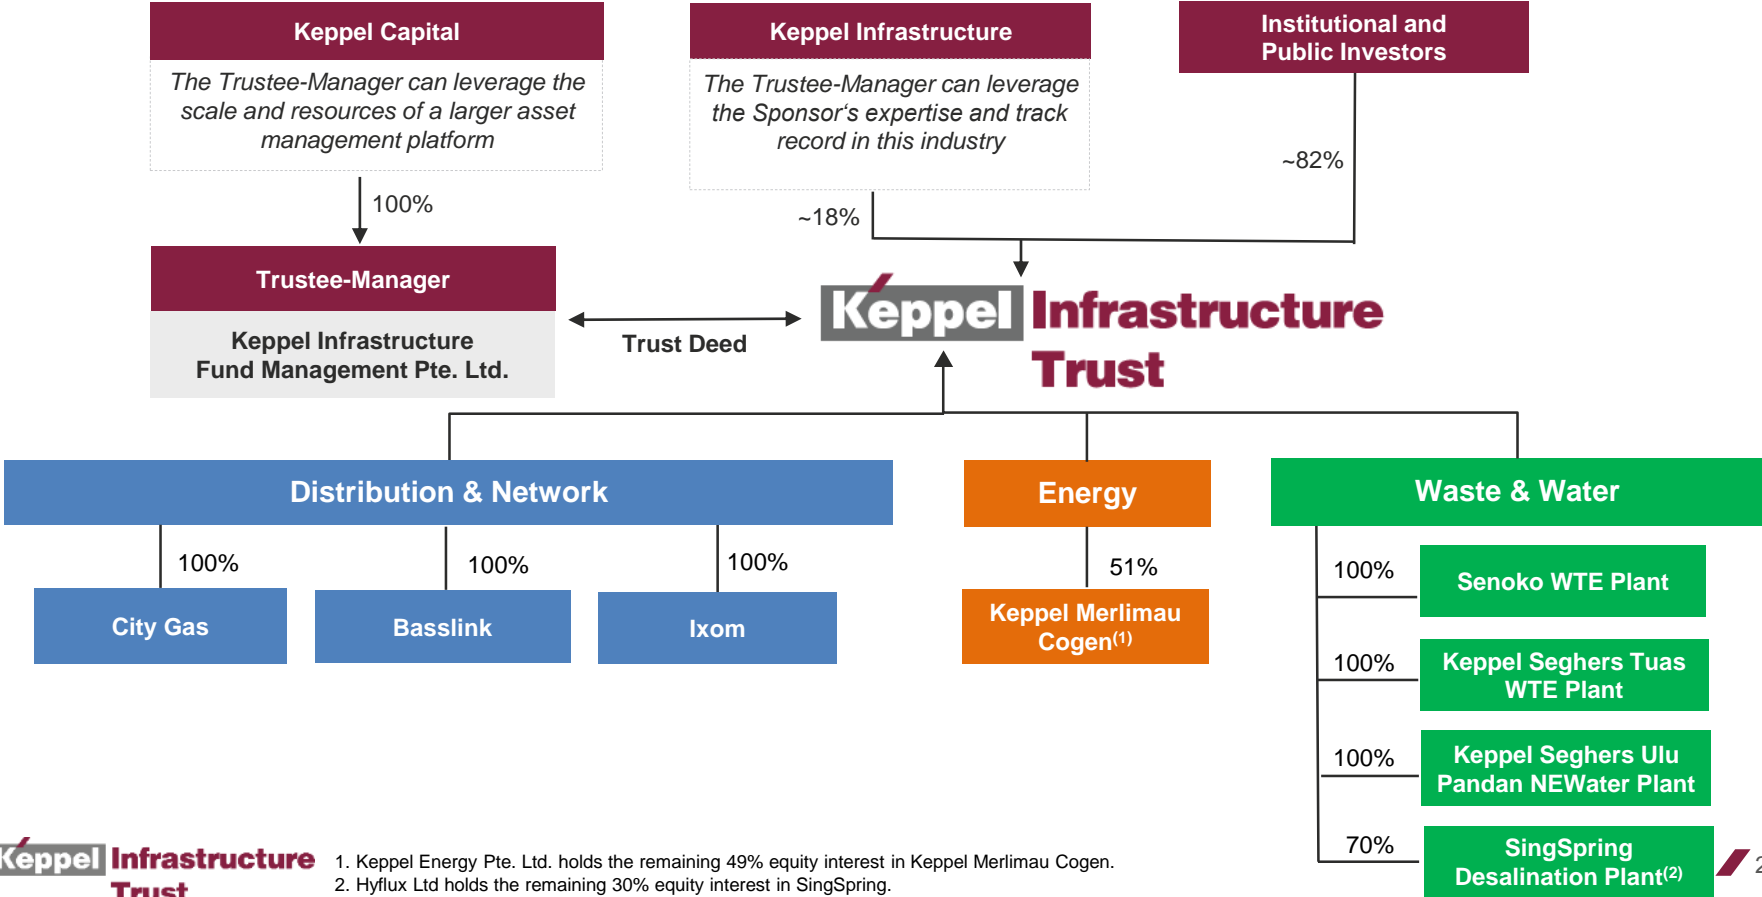 Keppel Capital
The Trustee-Manager can leverage the
scale and resources of a larger asset
management platform
Keppel Infrastructure
The Trustee-Manager can leverage
the Sponsor‘s expertise and track
record in this industry
Institutional and
Public Investors
100%
~18%
~82%
Trustee-Manager
Keppel Infrastructure
Fund Management Pte. Ltd.
Trust Deed
Keppel Infrastructure
Trust
Distribution & Network
100%
City Gas
100%
Basslink
100%
Ixom
Energy
51%
Keppel Merlimau
Cogen(1)
Waste & Water
100%
Senoko WTE Plant
100%
Keppel Seghers Tuas
WTE Plant
100%
Keppel Seghers Ulu
Pandan NEWater Plant
70%
SingSpring
Desalination Plant(2)
Keppel Infrastructure
Trust
1. Keppel Energy Pte. Ltd. holds the remaining 49% equity interest in Keppel Merlimau Cogen.
2. Hyflux Ltd holds the remaining 30% equity interest in SingSpring.